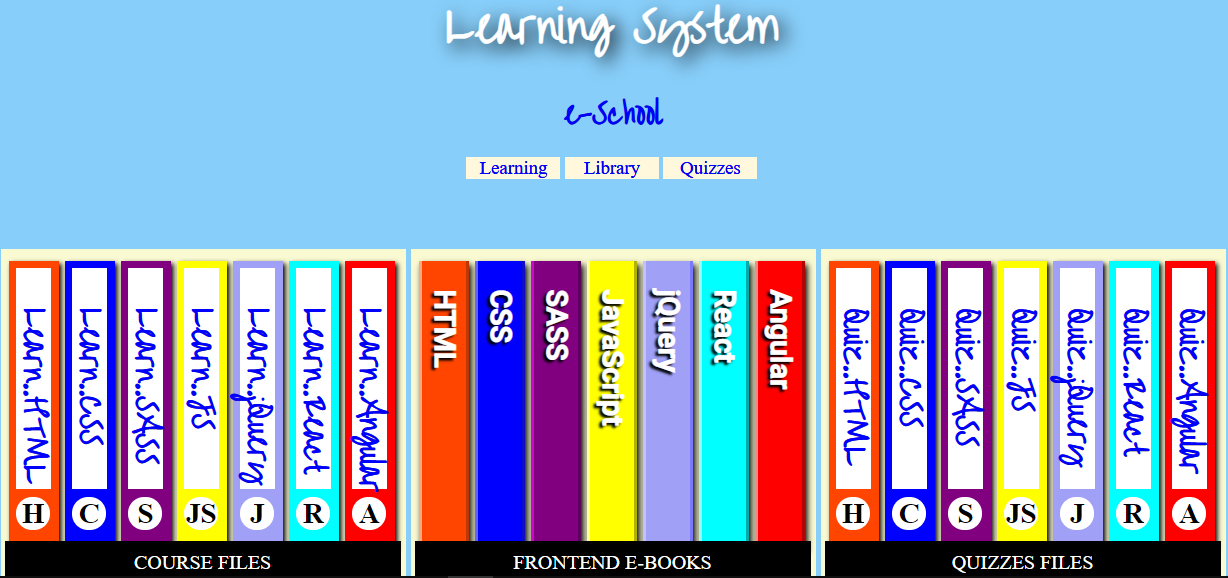 Learning System
e-School
Learning
Library
Quizzes
Learn..HTML
H
Learn..CSS
C
Learn..SASS
S
Learn..JS
JS
Learn..jQuery
J
Learn..React
R
Learn..Angular
A
COURSE FILES
HTML
CSS
SASS
JavaScript
jQuery
React
Angular
FRONTEND E-BOOKS
Quiz..HTML
H
Quiz..CSS
C
Quiz..SASS
S
Quiz..JS
JS
Quiz..jQuery
J
Quiz..React
R
Quiz..Angular
A
QUIZZES FILES